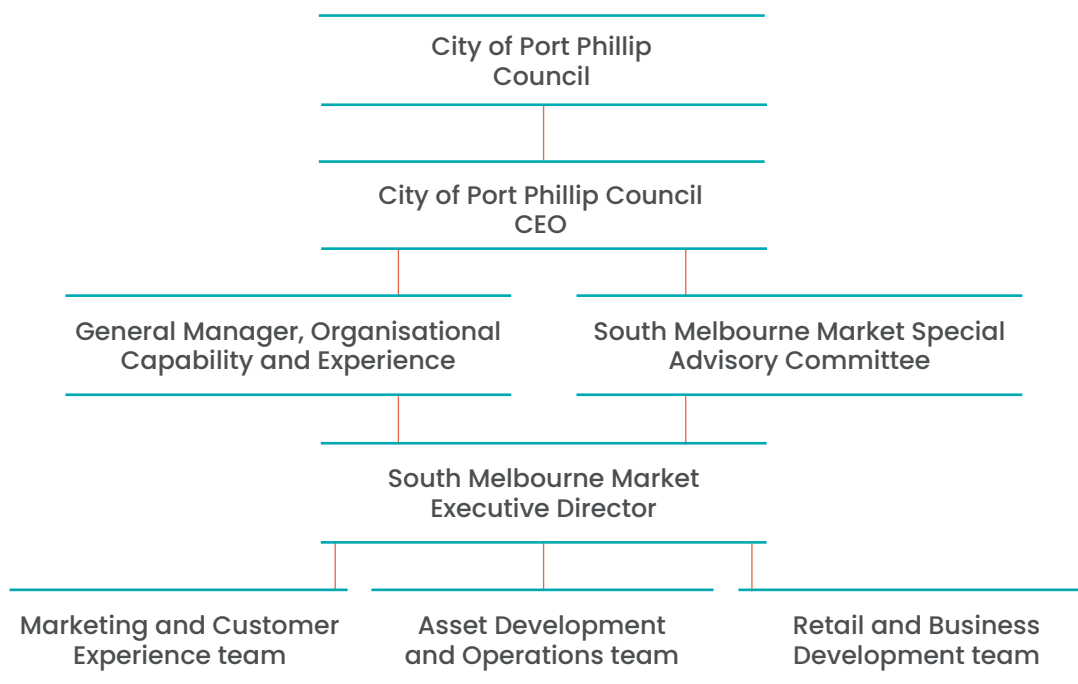 City of Port Phillip
Council
City of Port Phillip Council
CEO
General Manager, Organisational
Capability and Experience
South Melbourne Market Special
Advisory Committee
South Melbourne Market
Executive Director
Marketing and Customer
Experience team
Asset Development
and Operations team
Retail and Business
Development team